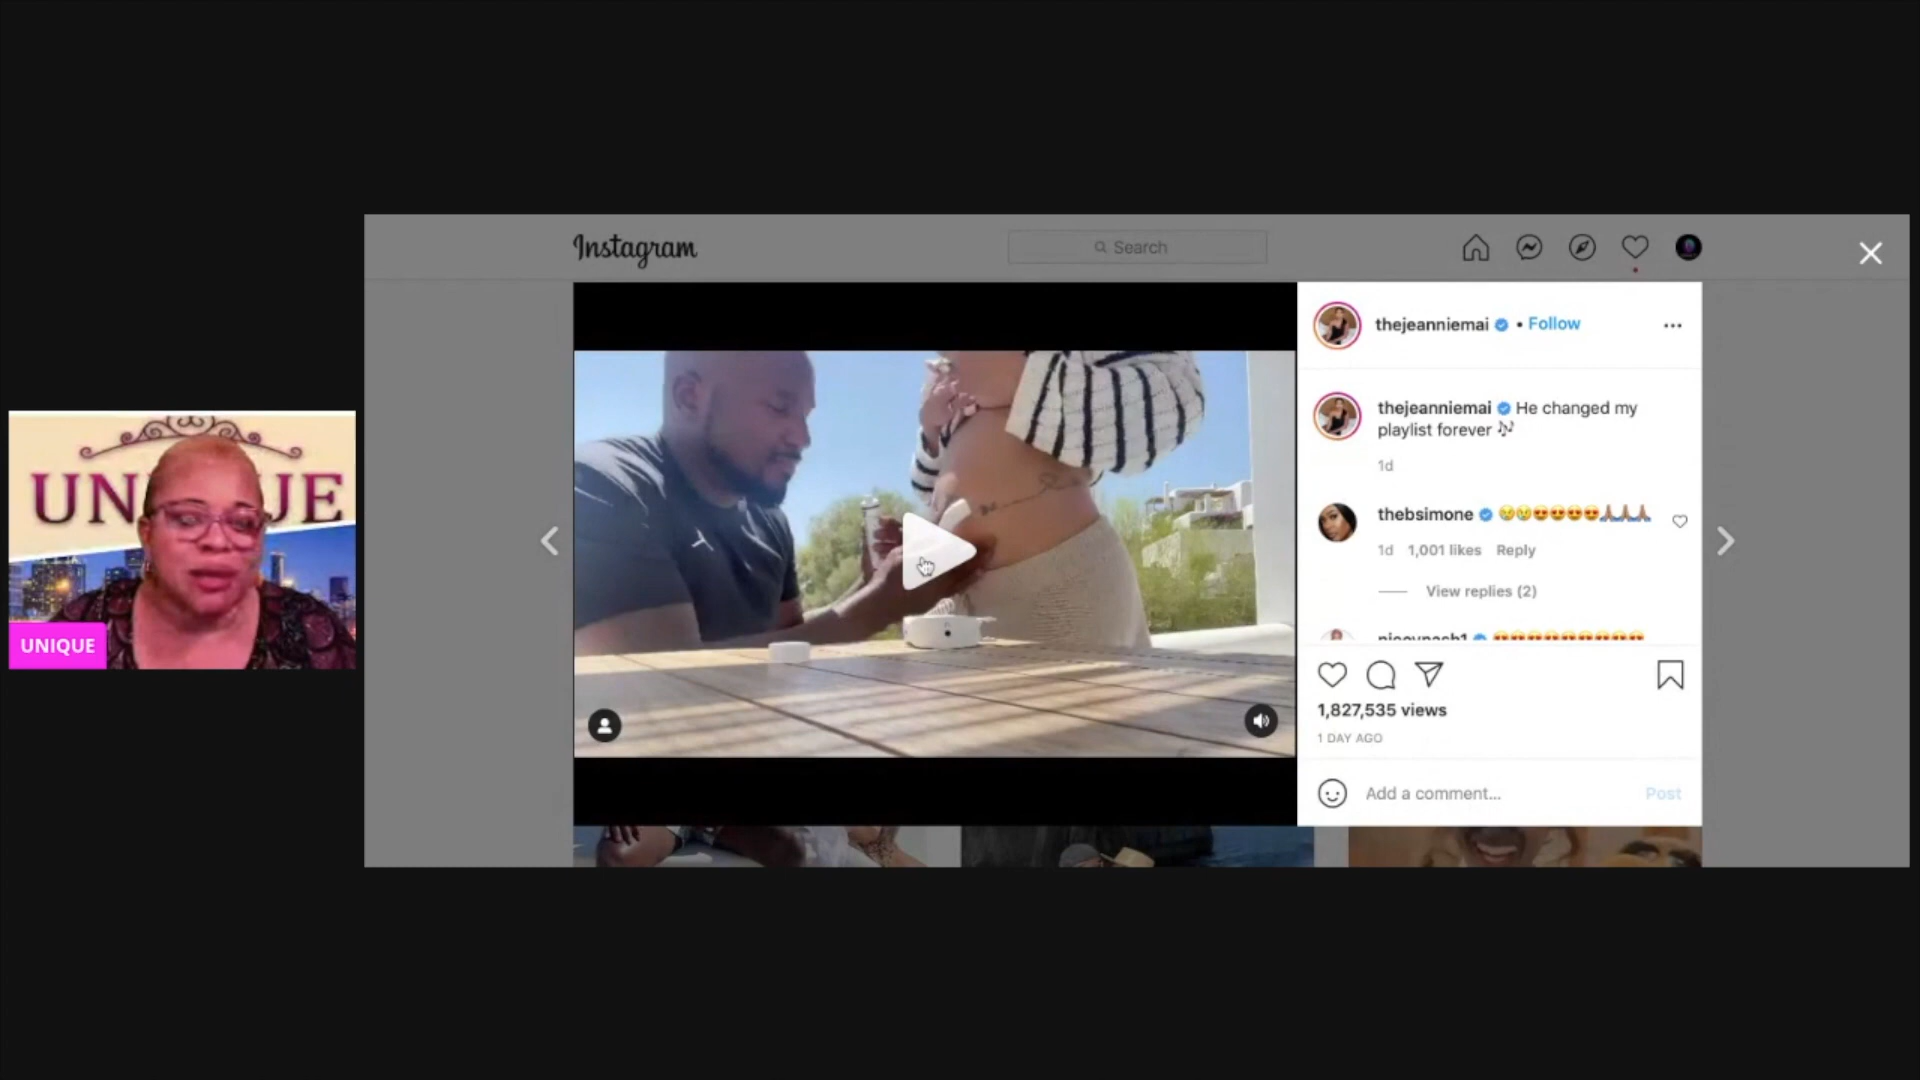 Instagram
Search
thejeanniemai • Follow
thejeanniemai He changed my
playlist forever 🎶
1d
thebsimone 😢😢😍😍😍😍🙏🏽🙏🏽🙏🏽
1d 1,001 likes Reply
View replies (2)
1,827,535 views
1 DAY AGO
Add a comment... Post
UNIQUE